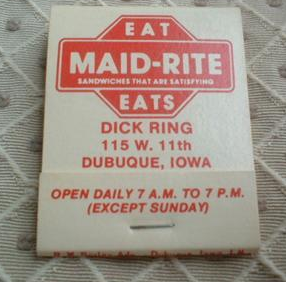 EAT
MAID-RITE
SANDWICHES THAT ARE SATISFYING
EATS
DICK RING
115 W. 11th
DUBUQUE, IOWA
OPEN DAILY 7 A.M. TO 7 P.M.
(EXCEPT SUNDAY)